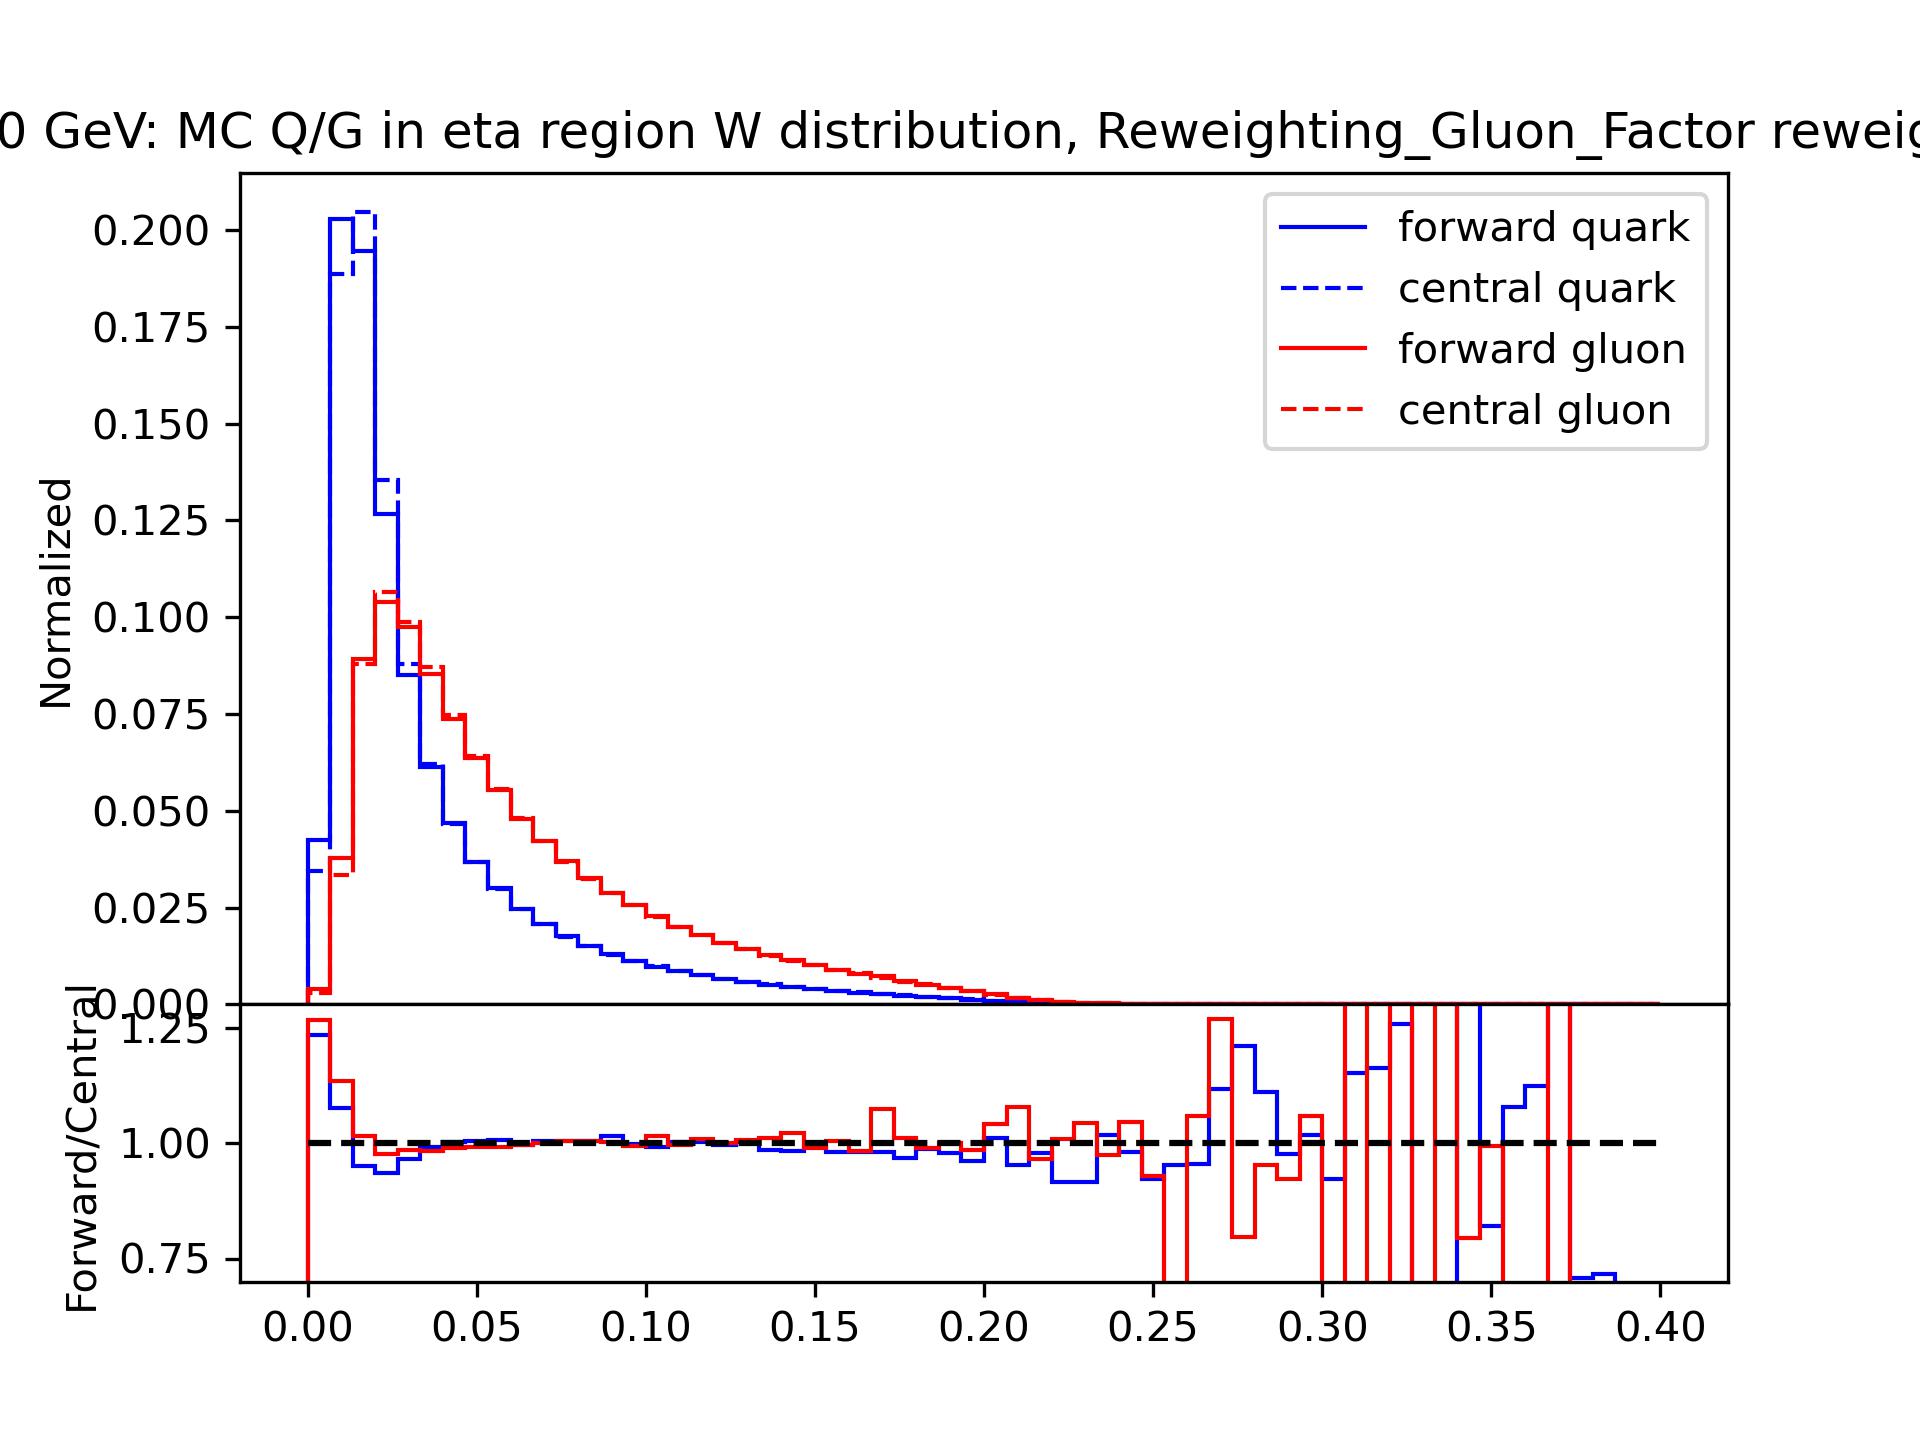 0 GeV: MC Q/G in eta region W distribution, Reweighting_Gluon_Factor
forward quark
central quark
forward gluon
central gluon
Normalized
0.200
0.175
0.150
0.125
0.100
0.075
0.050
0.025
0.000
Forward/Central
1.25
1.00
0.75
0.00 0.05 0.10 0.15 0.20 0.25 0.30 0.35 0.40